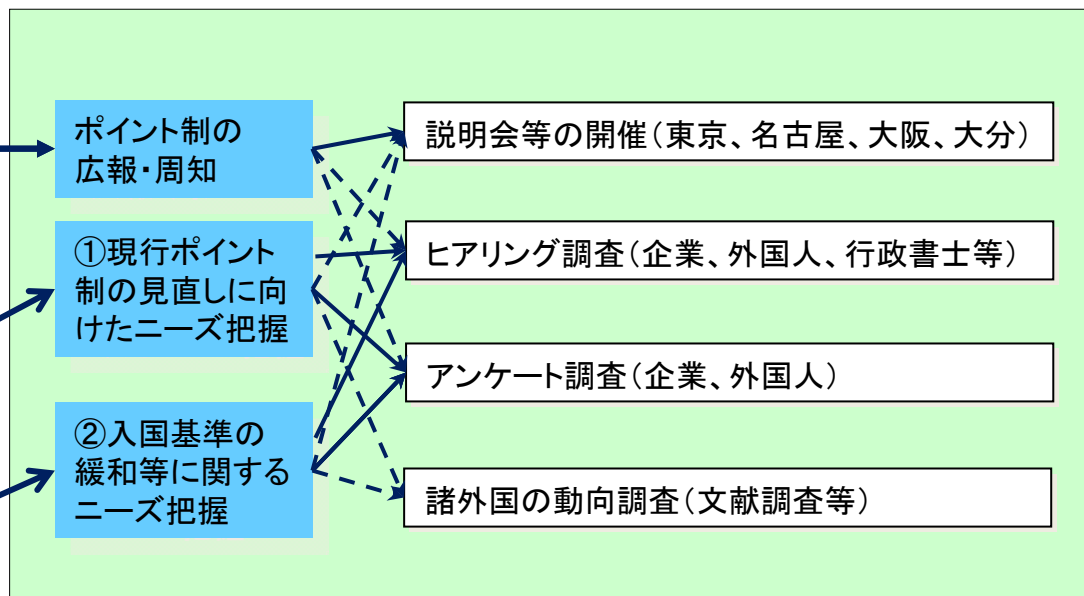 ポイント制の
広報・周知
①現行ポイント
制の見直しに向
けたニーズ把握
②入国基準の
緩和等に関する
ニーズ把握
説明会等の開催(東京、名古屋、大阪、大分)
ヒアリング調査(企業、外国人、行政書士等)
アンケート調査(企業、外国人)
諸外国の動向調査(文献調査等)